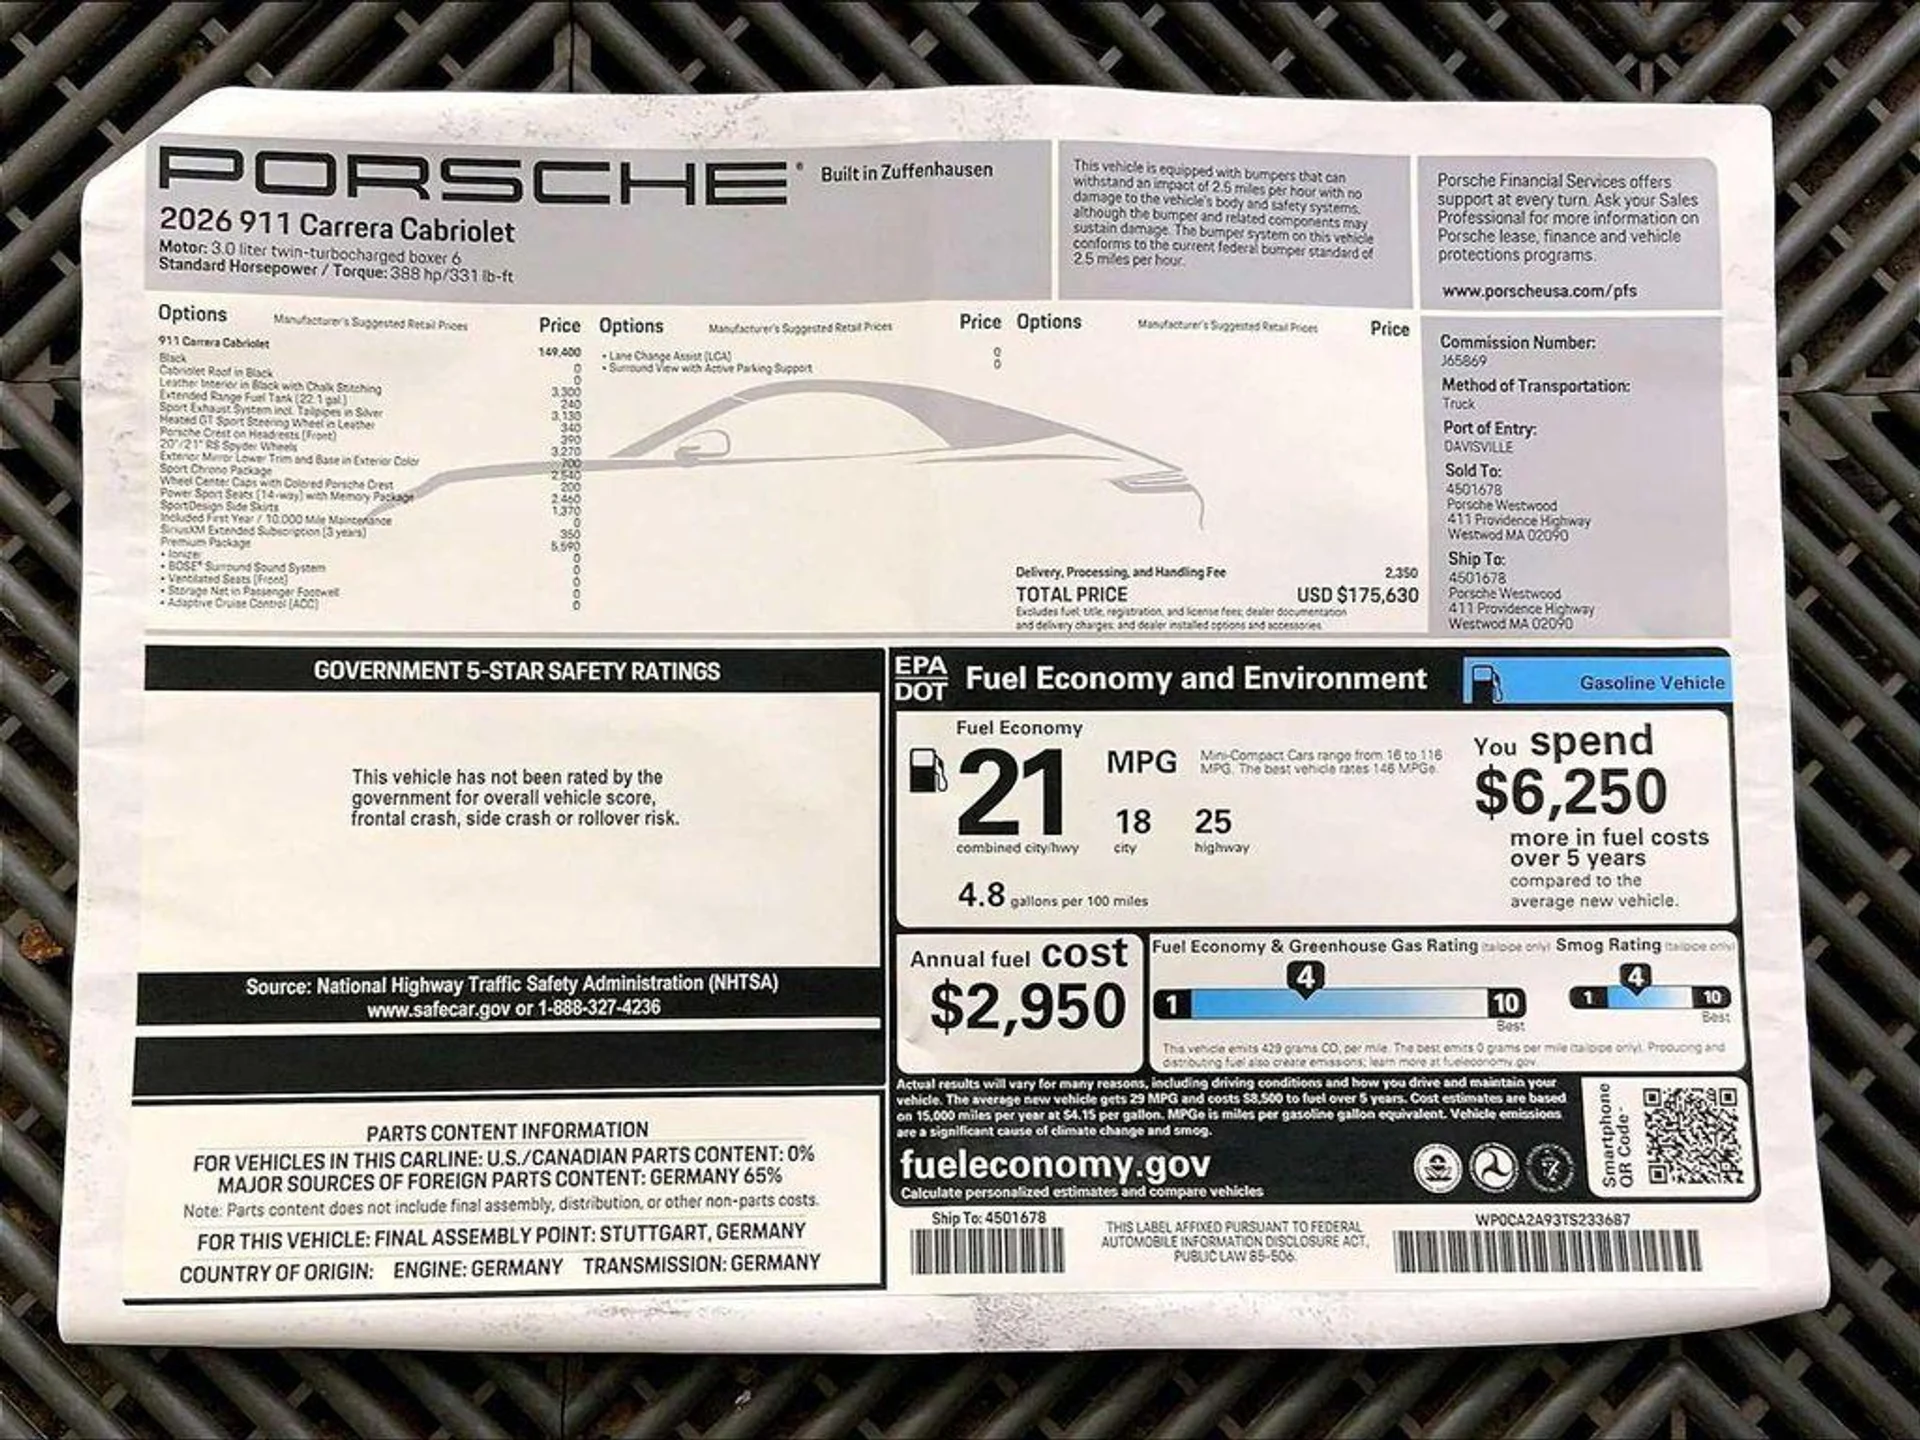 PORSCHE® Built in Zuffenhausen
2026 911 Carrera Cabriolet
Motor: 3.0 liter twin-turbocharged boxer 6
Standard Horsepower / Torque: 388 hp/331 lb-ft
This vehicle is equipped with bumpers that can
withstand an impact of 2.5 miles per hour with no
damage to the vehicle's body and safety systems,
although the bumper and related components may
sustain damage. The bumper system on this vehicle
conforms to the current federal bumper standard of
2.5 miles per hour.
Porsche Financial Services offers
support at every turn. Ask your Sales
Professional for more information on
Porsche lease, finance and vehicle
protections programs.
www.porscheusa.com/pfs
Options Manufacturer's Suggested Retail Prices Price
911 Carrera Cabriolet 149,400
Black 0
Cabriolet Roof in Black 0
Leather Interior in Black with Chalk Stitching 3,300
Extended Range Fuel Tank (22.1 gal.) 240
Sport Exhaust System incl. Tailpipes in Silver 3,130
Heated GT Sport Steering Wheel in Leather 340
Porsche Crest on Headrests (Front) 390
20"/21" RS Spyder Wheels 3,270
Exterior Mirror Lower Trim and Base in Exterior Color 700
Sport Chrono Package 2,540
Wheel Center Caps with Colored Porsche Crest 200
Power Sport Seats (14-way) with Memory Package 2,460
SportDesign Side Skirts 1,370
Included First Year / 10,000 Mile Maintenance 0
SiriusXM Extended Subscription (3 years) 350
Premium Package 5,590
• Ionizer 0
• BOSE® Surround Sound System 0
• Ventilated Seats (Front) 0
• Storage Net in Passenger Footwell 0
• Adaptive Cruise Control (ACC) 0
Options Manufacturer's Suggested Retail Prices Price
• Lane Change Assist (LCA) 0
• Surround View with Active Parking Support 0
Options Manufacturer's Suggested Retail Prices Price
Delivery, Processing, and Handling Fee 2,350
TOTAL PRICE USD $175,630
Excludes fuel, title, registration, and license fees; dealer documentation
and delivery charges; and dealer installed options and accessories.
Commission Number:
J65869
Method of Transportation:
Truck
Port of Entry:
DAVISVILLE
Sold To:
4501678
Porsche Westwood
411 Providence Highway
Westwod MA 02090
Ship To:
4501678
Porsche Westwood
411 Providence Highway
Westwod MA 02090
GOVERNMENT 5-STAR SAFETY RATINGS
This vehicle has not been rated by the
government for overall vehicle score,
frontal crash, side crash or rollover risk.
Source: National Highway Traffic Safety Administration (NHTSA)
www.safecar.gov or 1-888-327-4236
PARTS CONTENT INFORMATION
FOR VEHICLES IN THIS CARLINE: U.S./CANADIAN PARTS CONTENT: 0%
MAJOR SOURCES OF FOREIGN PARTS CONTENT: GERMANY 65%
Note: Parts content does not include final assembly, distribution, or other non-parts costs.
FOR THIS VEHICLE: FINAL ASSEMBLY POINT: STUTTGART, GERMANY
COUNTRY OF ORIGIN: ENGINE: GERMANY TRANSMISSION: GERMANY
EPA
DOT
Fuel Economy and Environment
Gasoline Vehicle
Fuel Economy
21 MPG
combined city/hwy
18
city
25
highway
4.8 gallons per 100 miles
Mini-Compact Cars range from 16 to 116
MPG. The best vehicle rates 146 MPGe.
You spend
$6,250
more in fuel costs
over 5 years
compared to the
average new vehicle.
Annual fuel cost
$2,950
Fuel Economy & Greenhouse Gas Rating (tailpipe only)
4
1 10
Best
Smog Rating (tailpipe only)
4
1 10
Best
This vehicle emits 429 grams CO2 per mile. The best emits 0 grams per mile (tailpipe only). Producing and
distributing fuel also create emissions; learn more at fueleconomy.gov.
Actual results will vary for many reasons, including driving conditions and how you drive and maintain your
vehicle. The average new vehicle gets 29 MPG and costs $8,500 to fuel over 5 years. Cost estimates are based
on 15,000 miles per year at $4.15 per gallon. MPGe is miles per gasoline gallon equivalent. Vehicle emissions
are a significant cause of climate change and smog.
fueleconomy.gov
Calculate personalized estimates and compare vehicles
Smartphone
QR Code™
Ship To: 4501678
THIS LABEL AFFIXED PURSUANT TO FEDERAL
AUTOMOBILE INFORMATION DISCLOSURE ACT,
PUBLIC LAW 85-506.
WP0CA2A93TS233687